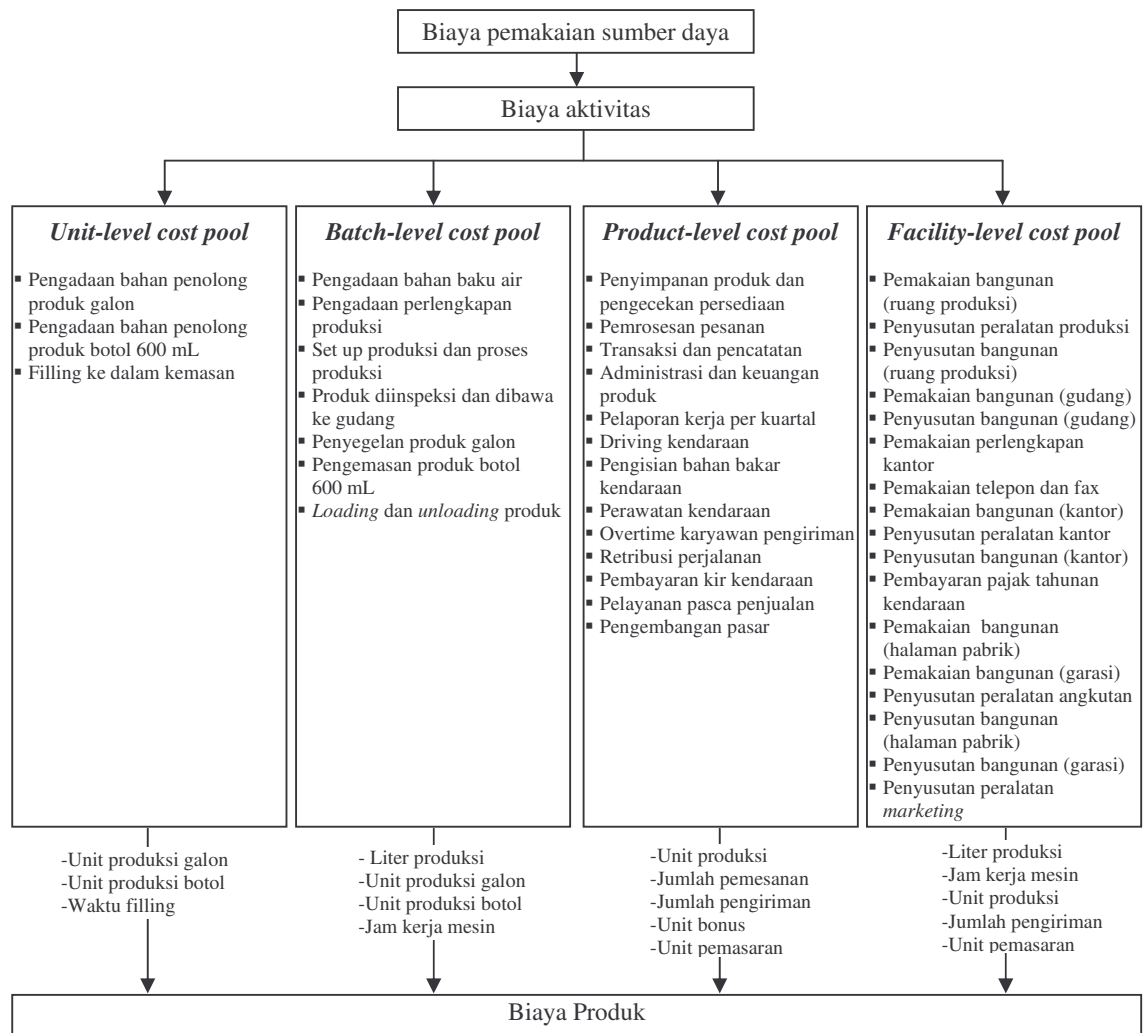 Biaya pemakaian sumber daya
Biaya aktivitas
Unit-level cost pool
▪ Pengadaan bahan penolong
produk galon
▪ Pengadaan bahan penolong
produk botol 600 mL
▪ Filling ke dalam kemasan
Batch-level cost pool
▪ Pengadaan bahan baku air
▪ Pengadaan perlengkapan
produksi
▪ Set up produksi dan proses
produksi
▪ Produk diinspeksi dan dibawa
ke gudang
▪ Penyegelan produk galon
▪ Pengemasan produk botol
600 mL
▪ Loading dan unloading produk
Product-level cost pool
▪ Penyimpanan produk dan
pengecekan persediaan
▪ Pemrosesan pesanan
▪ Transaksi dan pencatatan
▪ Administrasi dan keuangan
produk
▪ Pelaporan kerja per kuartal
▪ Driving kendaraan
▪ Pengisian bahan bakar
kendaraan
▪ Perawatan kendaraan
▪ Overtime karyawan pengiriman
▪ Retribusi perjalanan
▪ Pembayaran kir kendaraan
▪ Pelayanan pasca penjualan
▪ Pengembangan pasar
Facility-level cost pool
▪ Pemakaian bangunan
(ruang produksi)
▪ Penyusutan peralatan produksi
▪ Penyusutan bangunan
(ruang produksi)
▪ Pemakaian bangunan (gudang)
▪ Penyusutan bangunan (gudang)
▪ Pemakaian perlengkapan
kantor
▪ Pemakaian telepon dan fax
▪ Pemakaian bangunan (kantor)
▪ Penyusutan peralatan kantor
▪ Penyusutan bangunan (kantor)
▪ Pembayaran pajak tahunan
kendaraan
▪ Pemakaian bangunan
(halaman pabrik)
▪ Pemakaian bangunan (garasi)
▪ Penyusutan peralatan angkutan
▪ Penyusutan bangunan
(halaman pabrik)
▪ Penyusutan bangunan (garasi)
▪ Penyusutan peralatan
marketing
-Unit produksi galon
-Unit produksi botol
-Waktu filling
- Liter produksi
-Unit produksi galon
-Unit produksi botol
-Jam kerja mesin
-Unit produksi
-Jumlah pemesanan
-Jumlah pengiriman
-Unit bonus
-Unit pemasaran
-Liter produksi
-Jam kerja mesin
-Unit produksi
-Jumlah pengiriman
-Unit pemasaran
Biaya Produk